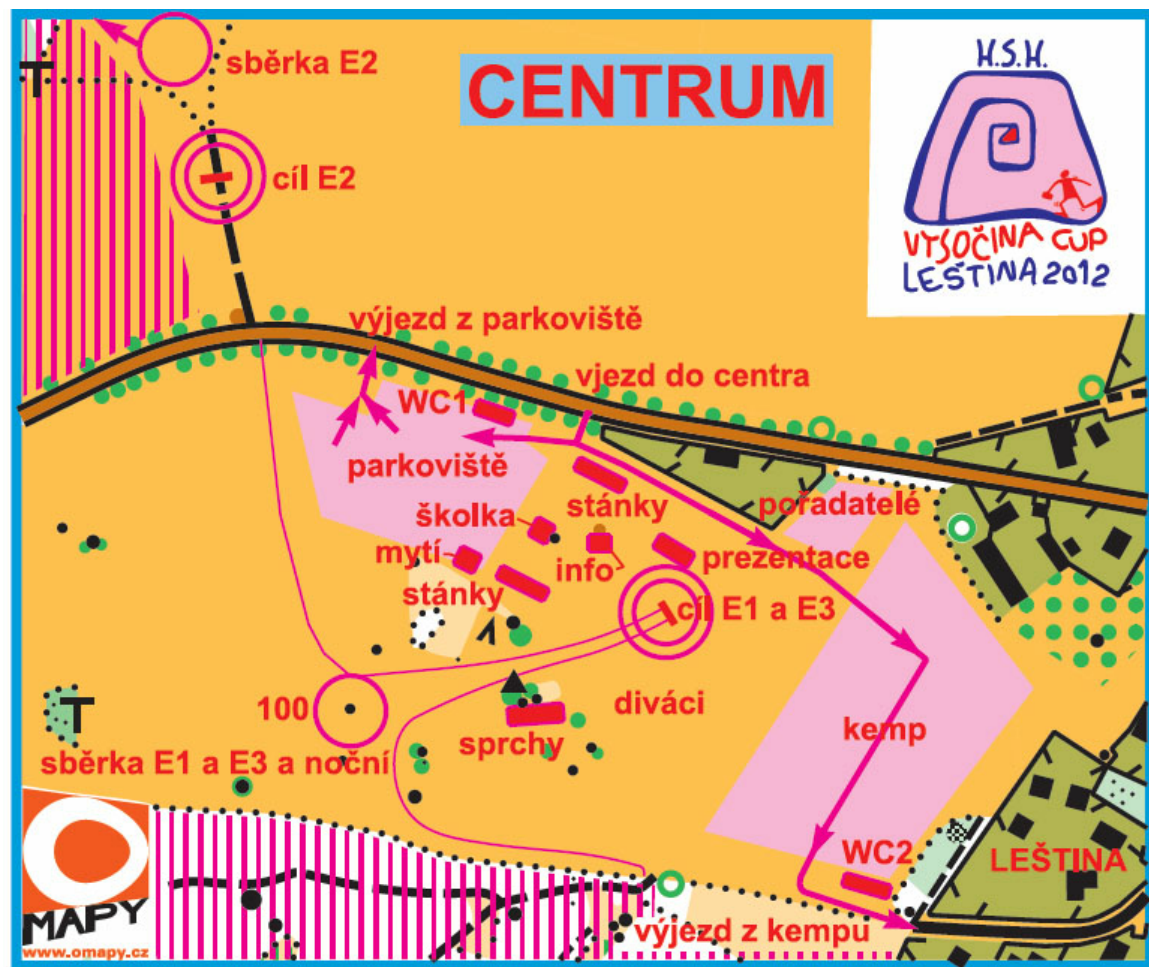 sběrka E2
CENTRUM
H.S.H.
cíl E2
VYSOČINA CUP
LEŠTINA 2012
výjezd z parkoviště
vjezd do centra
WC1
parkoviště
stánky
pořadatelé
školka
mytí
info
prezentace
stánky
cíl E1 a E3
100
diváci
sprchy
kemp
sběrka E1 a E3 a noční
WC2
LEŠTINA
výjezd z kempu
OMAPY
www.omapy.cz